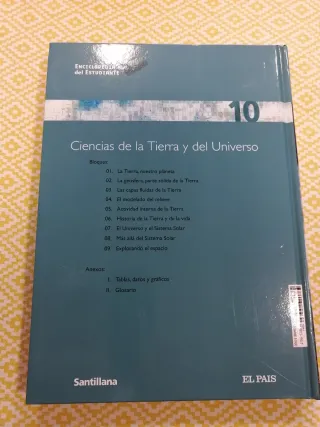 ENCICLOPEDIA
del ESTUDIANTE
10
Ciencias de la Tierra y del Universo
Bloques:
01. La Tierra, nuestro planeta
02. La geosfera, parte sólida de la Tierra
03. Las capas fluidas de la Tierra
04. El modelado del relieve
05. Actividad interna de la Tierra
06. Historia de la Tierra y de la vida
07. El Universo y el Sistema Solar
08. Más allá del Sistema Solar
09. Explorando el espacio
Anexos:
I. Tablas, datos y gráficos
II. Glosario
Santillana
EL PAIS